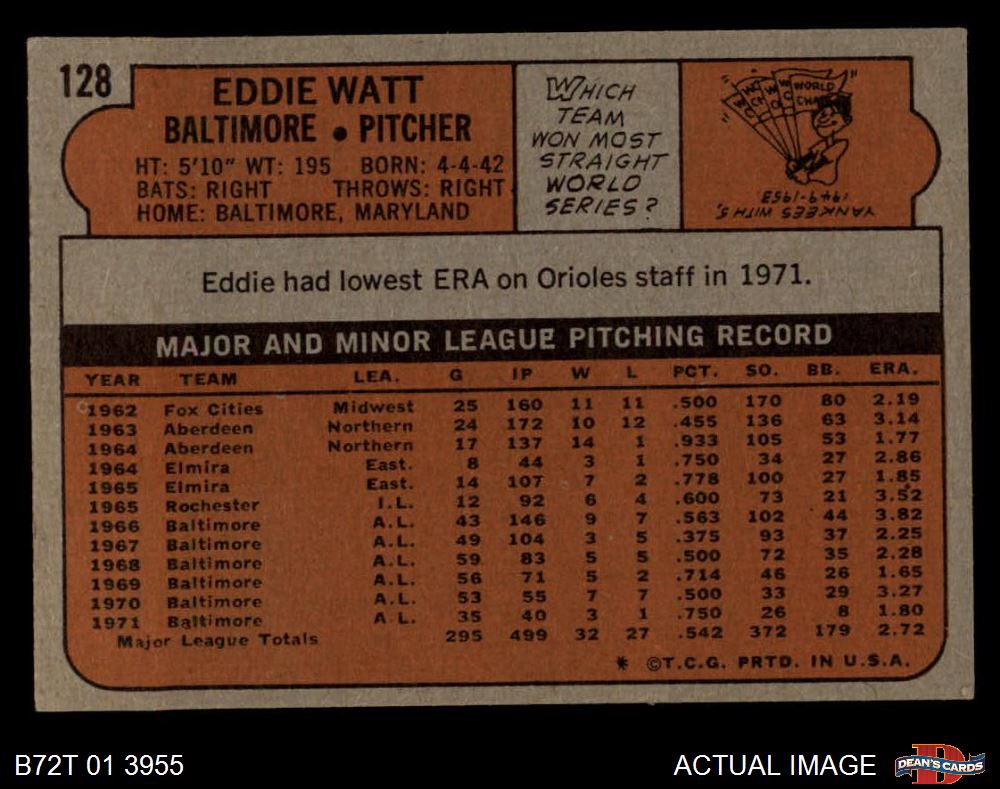 128
EDDIE WATT
BALTIMORE • PITCHER
HT: 5'10" WT: 195 BORN: 4-4-42
BATS: RIGHT THROWS: RIGHT
HOME: BALTIMORE, MARYLAND
WHICH
TEAM
WON MOST
STRAIGHT
WORLD
SERIES?
WORLD
YANKEES WITH 5,
1949-1953
Eddie had lowest ERA on Orioles staff in 1971.
MAJOR AND MINOR LEAGUE PITCHING RECORD
YEAR TEAM LEA. G IP W L PCT. SO. BB. ERA.
1962 Fox Cities Midwest 25 160 11 11 .500 170 80 2.19
1963 Aberdeen Northern 24 172 10 12 .455 136 63 3.14
1964 Aberdeen Northern 17 137 14 1 .933 105 53 1.77
1964 Elmira East. 8 44 3 1 .750 34 27 2.86
1965 Elmira East. 14 107 7 2 .778 100 27 1.85
1965 Rochester I.L. 12 92 6 4 .600 73 21 3.52
1966 Baltimore A.L. 43 146 9 7 .563 102 44 3.82
1967 Baltimore A.L. 49 104 3 5 .375 93 37 2.25
1968 Baltimore A.L. 59 83 5 5 .500 72 35 2.28
1969 Baltimore A.L. 56 71 5 2 .714 46 26 1.65
1970 Baltimore A.L. 53 55 7 7 .500 33 29 3.27
1971 Baltimore A.L. 35 40 3 1 .750 26 8 1.80
Major League Totals 295 499 32 27 .542 372 179 2.72
* ©T.C.G. PRTD. IN U.S.A.
B72T 01 3955
ACTUAL IMAGE
DEAN'S CARDS